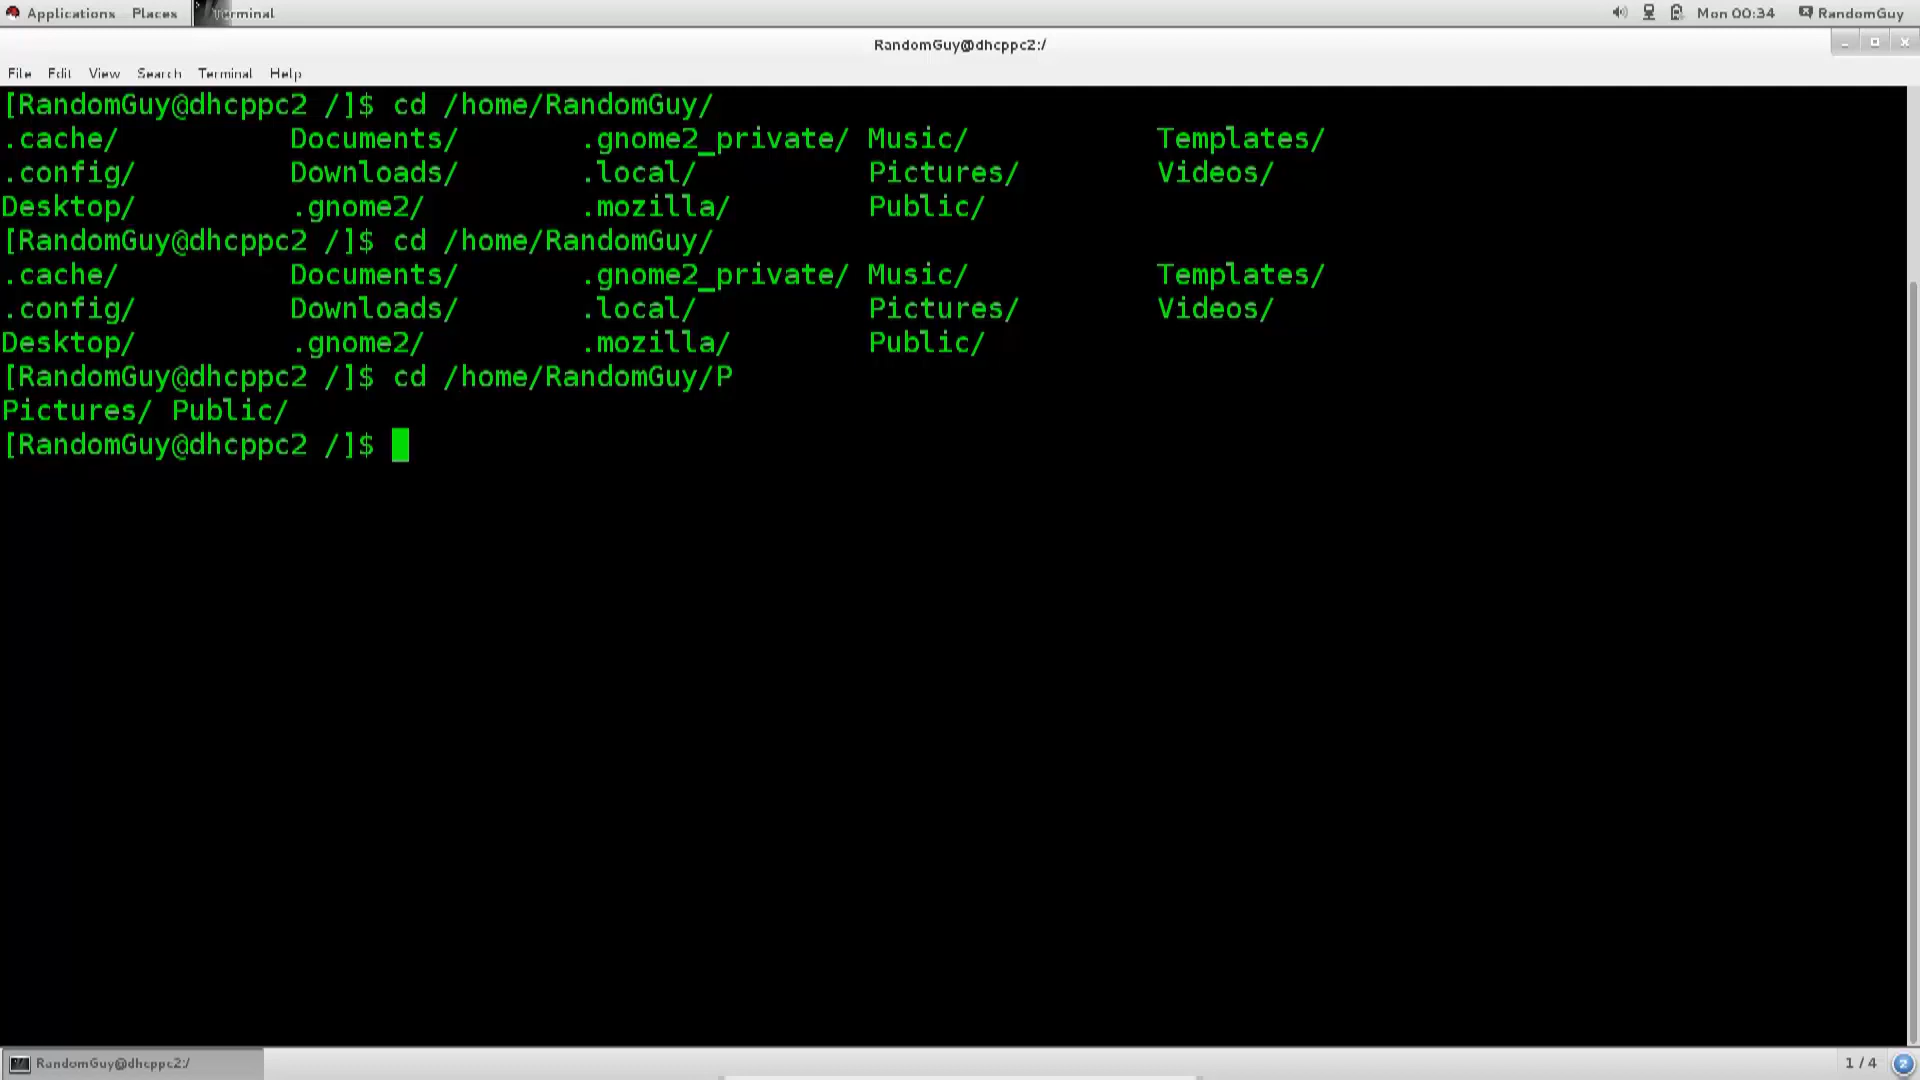 Applications Places Terminal Mon 00:34 RandomGuy
RandomGuy@dhcppc2:/
File Edit View Search Terminal Help
[RandomGuy@dhcppc2 /]$ cd /home/RandomGuy/
.cache/ Documents/ .gnome2_private/ Music/ Templates/
.config/ Downloads/ .local/ Pictures/ Videos/
Desktop/ .gnome2/ .mozilla/ Public/
[RandomGuy@dhcppc2 /]$ cd /home/RandomGuy/
.cache/ Documents/ .gnome2_private/ Music/ Templates/
.config/ Downloads/ .local/ Pictures/ Videos/
Desktop/ .gnome2/ .mozilla/ Public/
[RandomGuy@dhcppc2 /]$ cd /home/RandomGuy/P
Pictures/ Public/
[RandomGuy@dhcppc2 /]$
RandomGuy@dhcppc2:/ 1 / 4 2